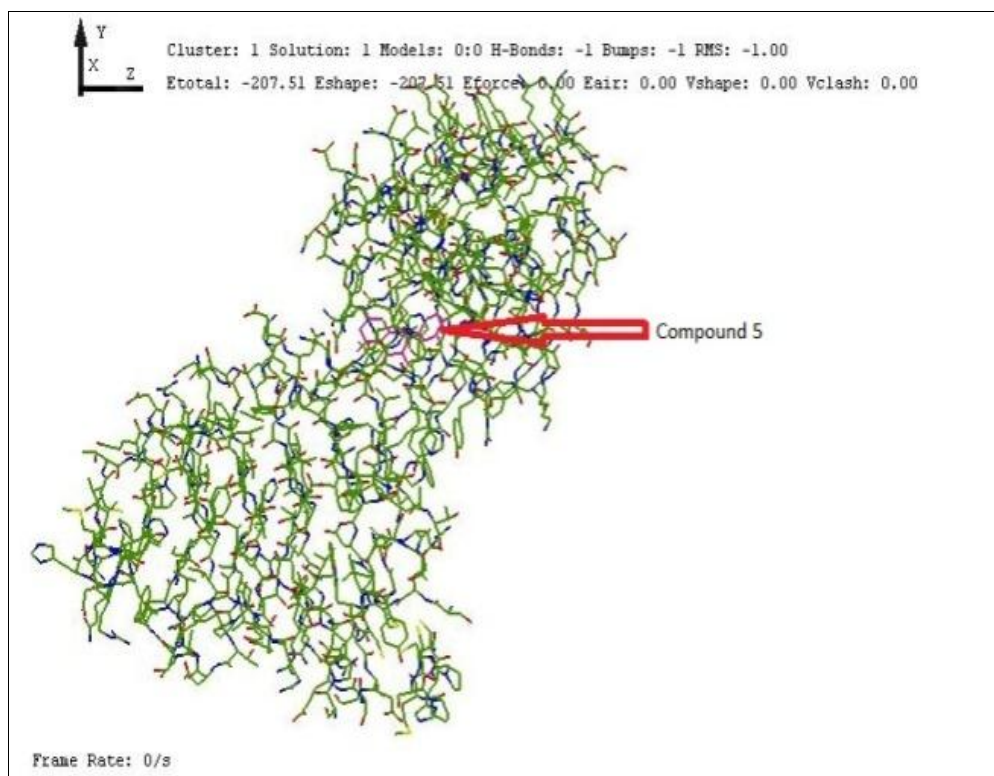 Y
X Z
Cluster: 1 Solution: 1 Models: 0:0 H-Bonds: -1 Bumps: -1 RMS: -1.00
Etotal: -207.51 Eshape: -207.51 Eforce: 0.00 Eair: 0.00 Vshape: 0.00 Vclash: 0.00
Compound 5
Frame Rate: 0/s